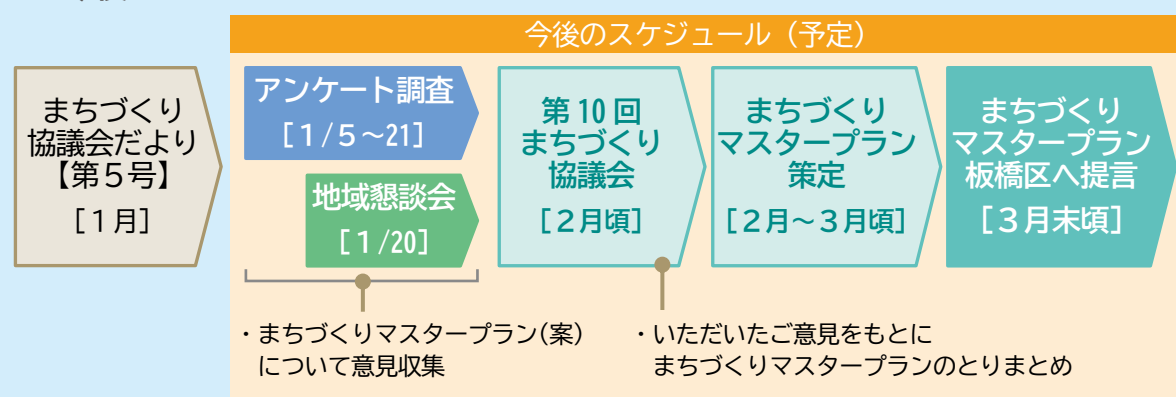 今後のスケジュール（予定）
まちづくり
協議会だより
【第５号】
［１月］
アンケート調査
［１/５～21］
地域懇談会
［１/20］
第10回
まちづくり
協議会
［２月頃］
まちづくり
マスタープラン
策定
［２月～３月頃］
まちづくり
マスタープラン
板橋区へ提言
［３月末頃］
・まちづくりマスタープラン(案)
について意見収集
・いただいたご意見をもとに
まちづくりマスタープランのとりまとめ